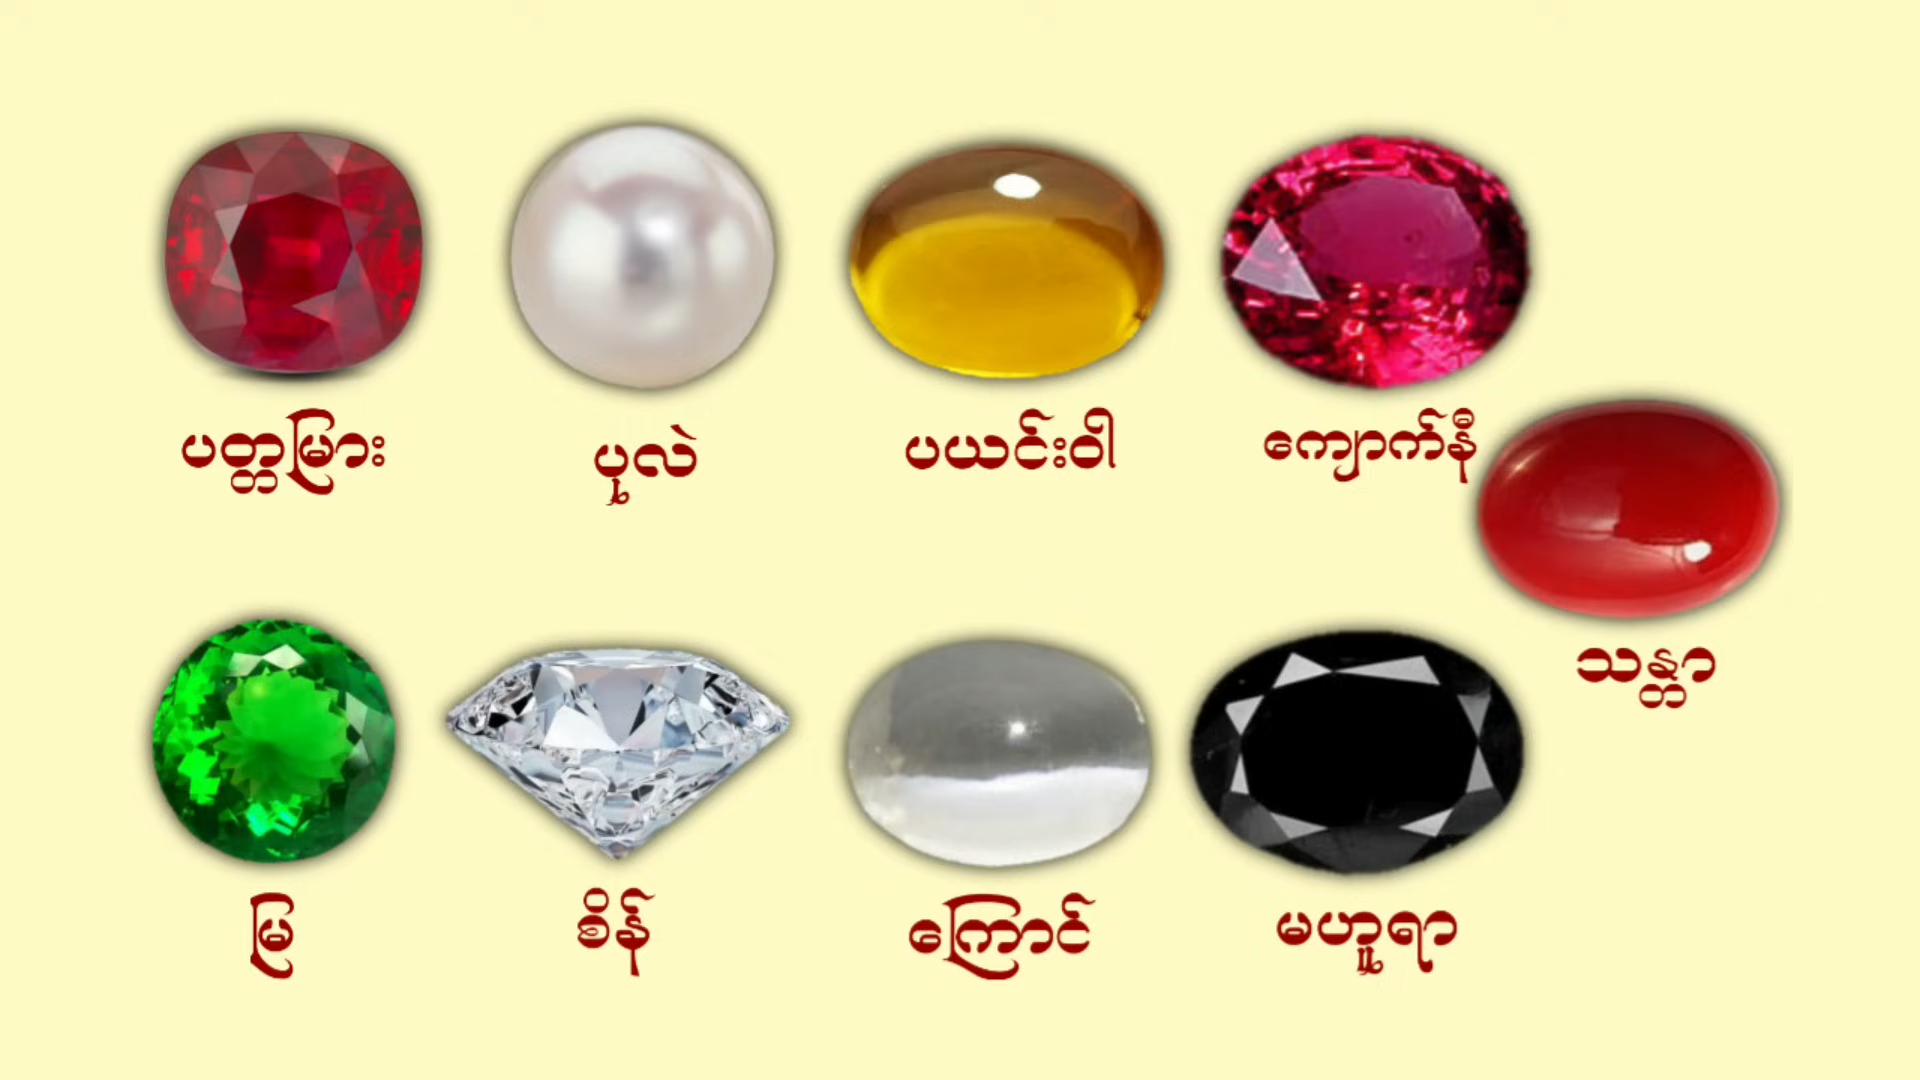 ပတ္တမြား
ပုလဲ
ပယင်းဝါ
ကျောက်နီ
သန္တာ
မြ
စိန်
ကြောင်
မဟူရာ